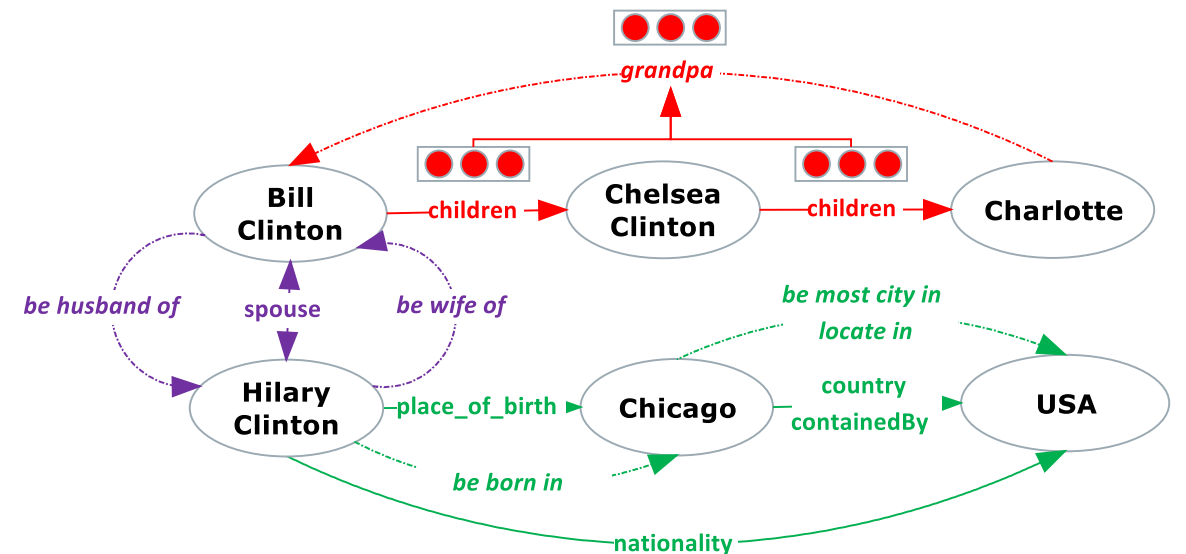 grandpa
Bill
Clinton
children
Chelsea
Clinton
children
Charlotte
be husband of
spouse
be wife of
be most city in
locate in
Hilary
Clinton
place_of_birth
Chicago
country
containedBy
USA
be born in
nationality